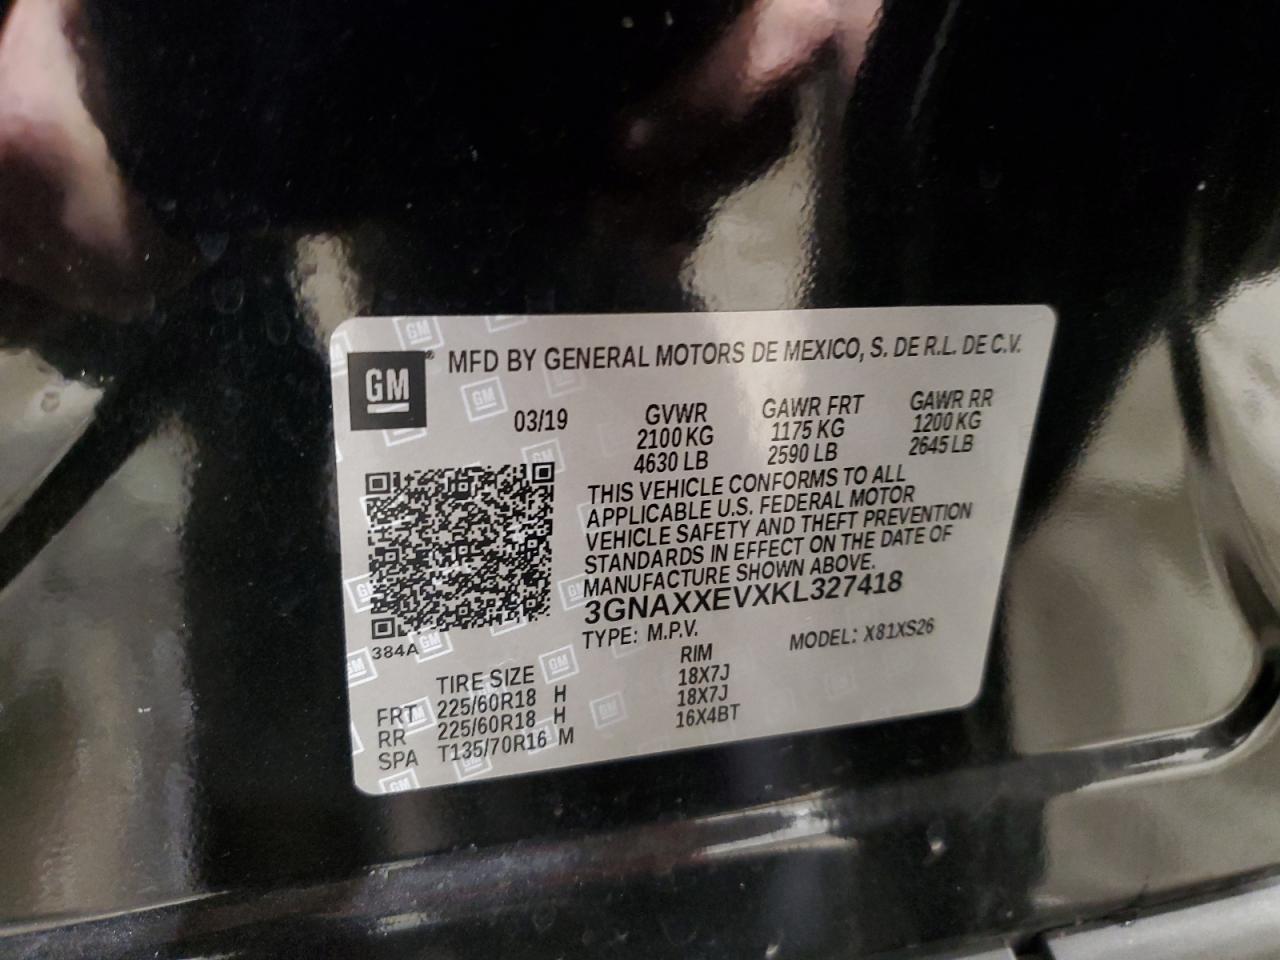 GM
MFD BY GENERAL MOTORS DE MEXICO, S. DE R.L. DE C.V.
03/19 GVWR GAWR FRT GAWR RR
2100 KG 1175 KG 1200 KG
4630 LB 2590 LB 2645 LB
THIS VEHICLE CONFORMS TO ALL
APPLICABLE U.S. FEDERAL MOTOR
VEHICLE SAFETY AND THEFT PREVENTION
STANDARDS IN EFFECT ON THE DATE OF
MANUFACTURE SHOWN ABOVE.
3GNAXXEVXKL327418
TYPE: M.P.V. MODEL: X81XS26
384A
TIRE SIZE RIM
FRT 225/60R18 H 18X7J
RR 225/60R18 H 18X7J
SPA T135/70R16 M 16X4BT